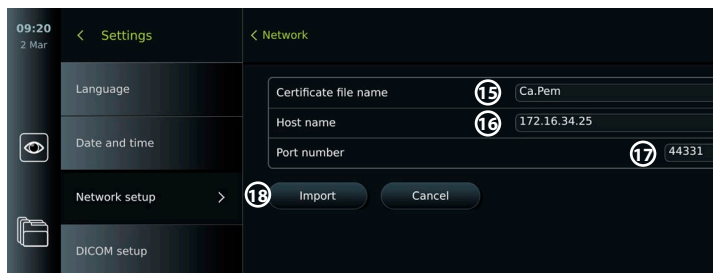 09:20
2 Mar
Settings
Network
Language
Date and time
Network setup
DICOM setup
Certificate file name 15 Ca.Pem
Host name 16 172.16.34.25
Port number 17 44331
18 Import Cancel